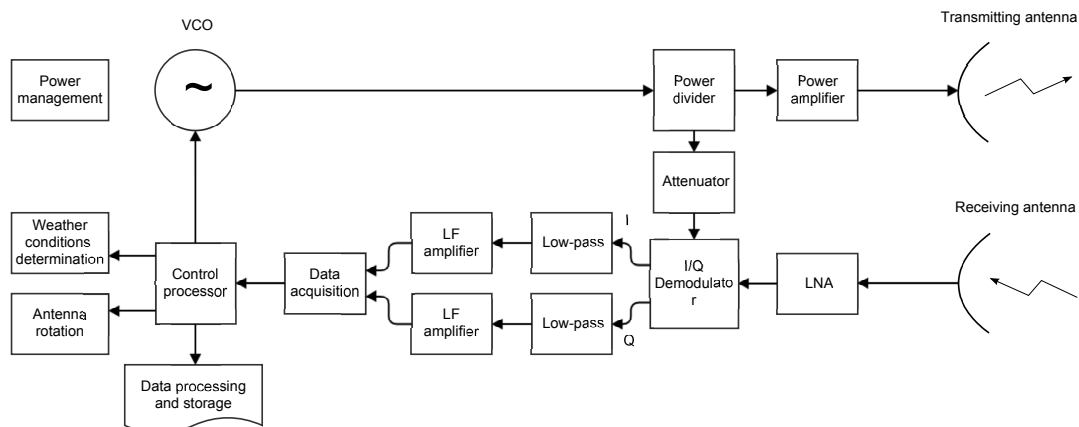 VCO
Transmitting antenna
Power
management
~
Power
divider
Power
amplifier
Attenuator
Receiving antenna
Weather
conditions
determination
LF
amplifier
I
Low-pass
Control
processor
Data
acquisition
I/Q
Demodulato
r
LNA
Antenna
rotation
LF
amplifier
Low-pass
Q
Data processing
and storage